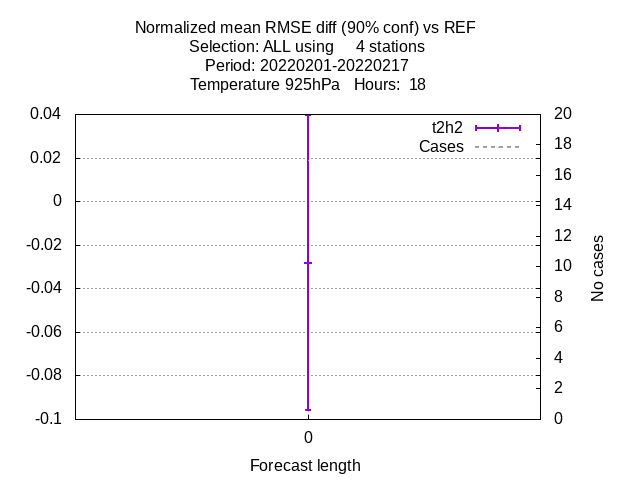 Normalized mean RMSE diff (90% conf) vs REF
Selection: ALL using 4 stations
Period: 20220201-20220217
Temperature 925hPa Hours: 18
t2h2
Cases
0.04
0.02
0
-0.02
-0.04
-0.06
-0.08
-0.1
20
18
16
14
12
10
8
6
4
2
0
No cases
0
Forecast length